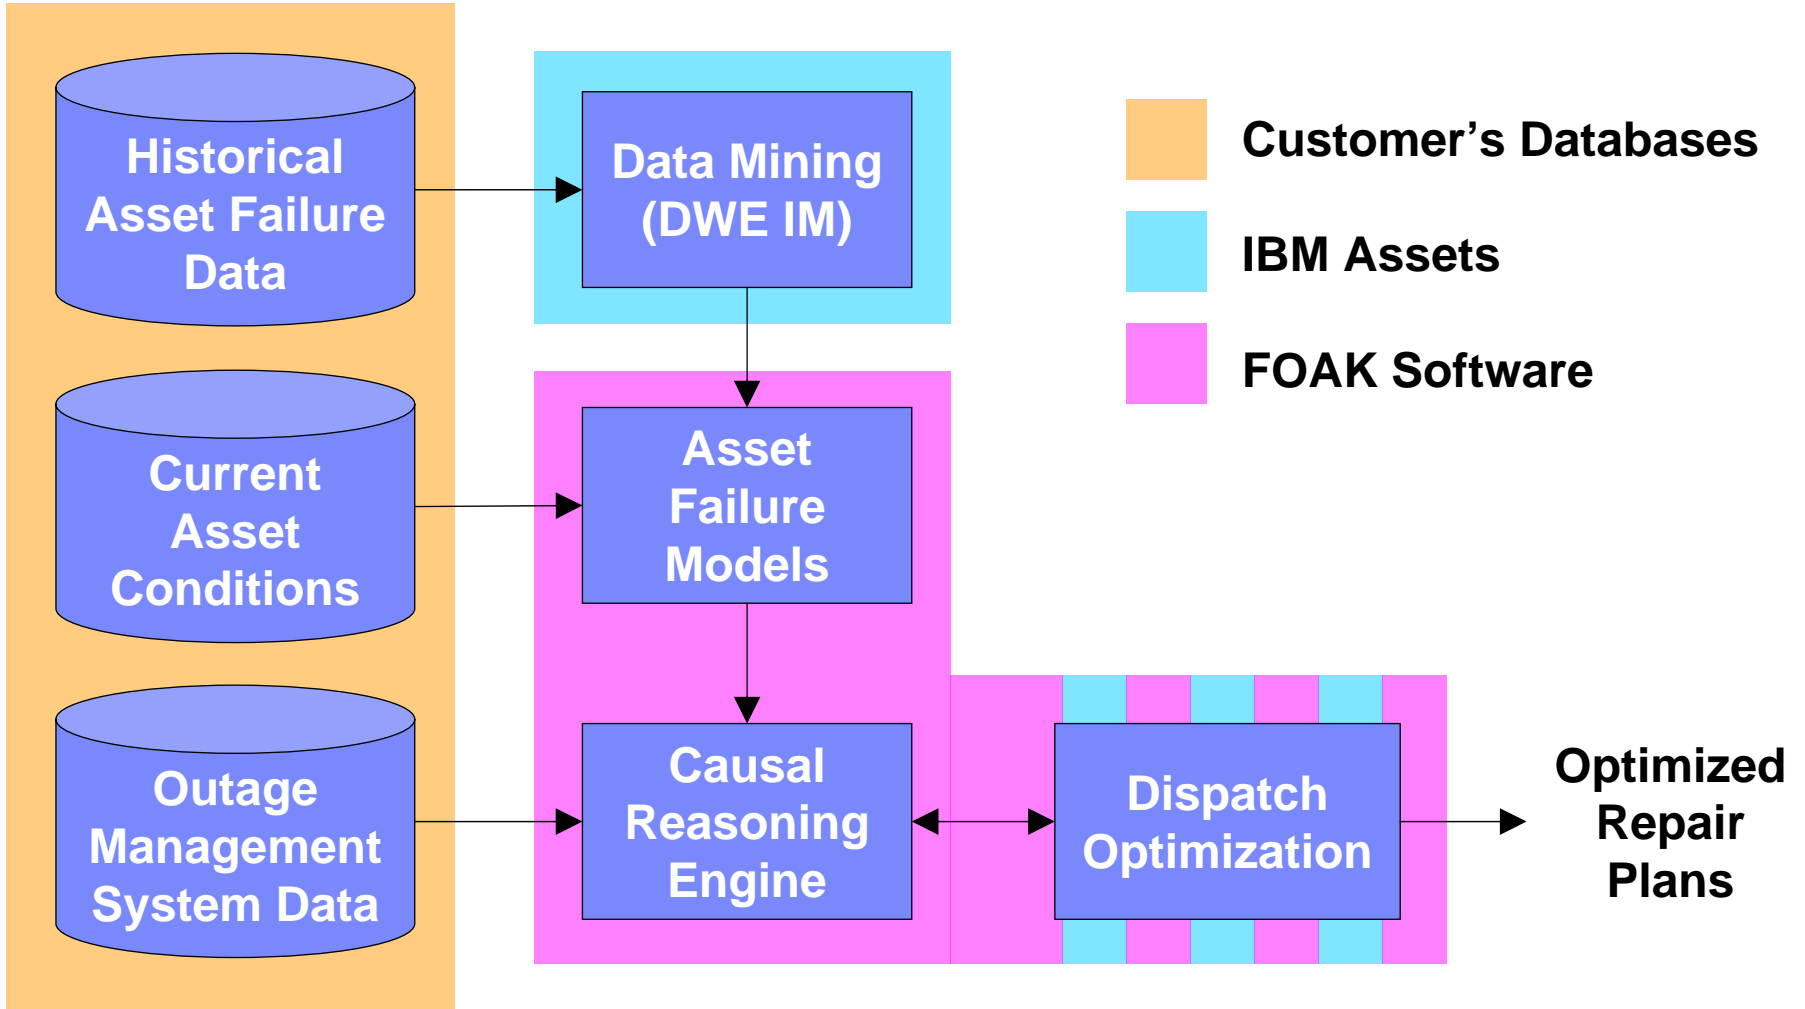 Historical
Asset Failure
Data
Data Mining
(DWE IM)
Customer’s Databases
IBM Assets
FOAK Software
Current
Asset
Conditions
Asset
Failure
Models
Outage
Management
System Data
Causal
Reasoning
Engine
Dispatch
Optimization
Optimized
Repair
Plans